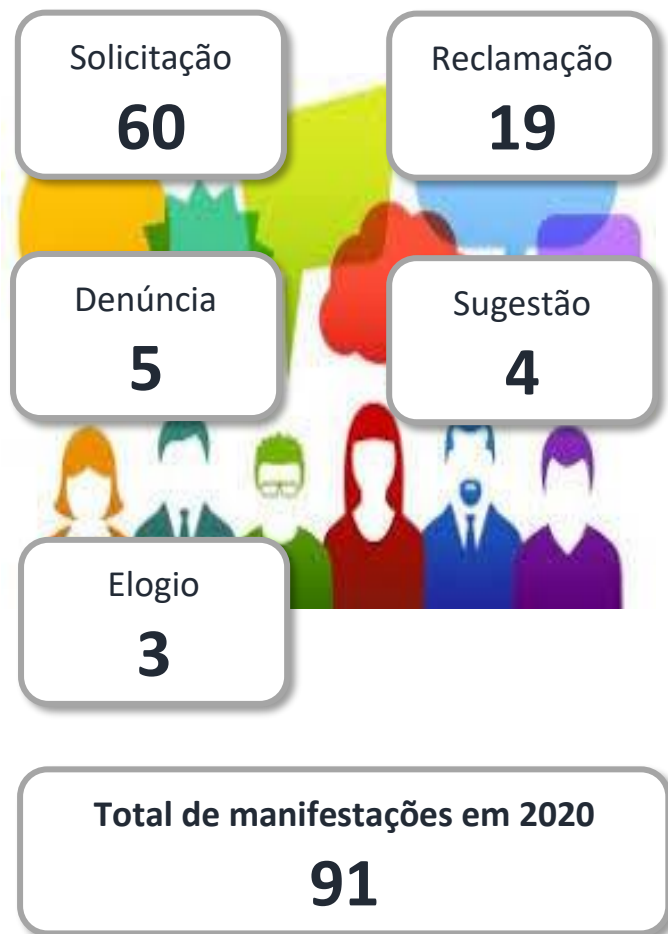 Solicitação
60
Reclamação
19
Denúncia
5
Sugestão
4
Elogio
3
Total de manifestações em 2020
91